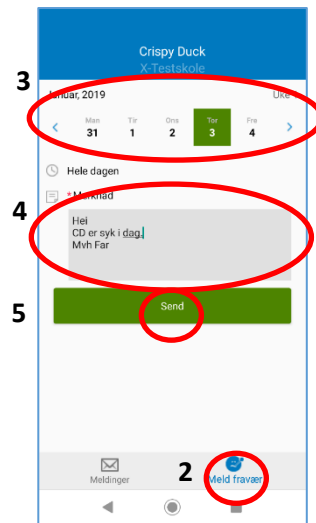 Crispy Duck
X-Testskole
3
Januar, 2019 Uke
Man Tir Ons Tor Fre
< 31 1 2 3 4 >
Hele dagen
4
* Merknad
Hei
CD er syk i dag.
Mvh Far
5
Send
2
Meldinger Meld fravær